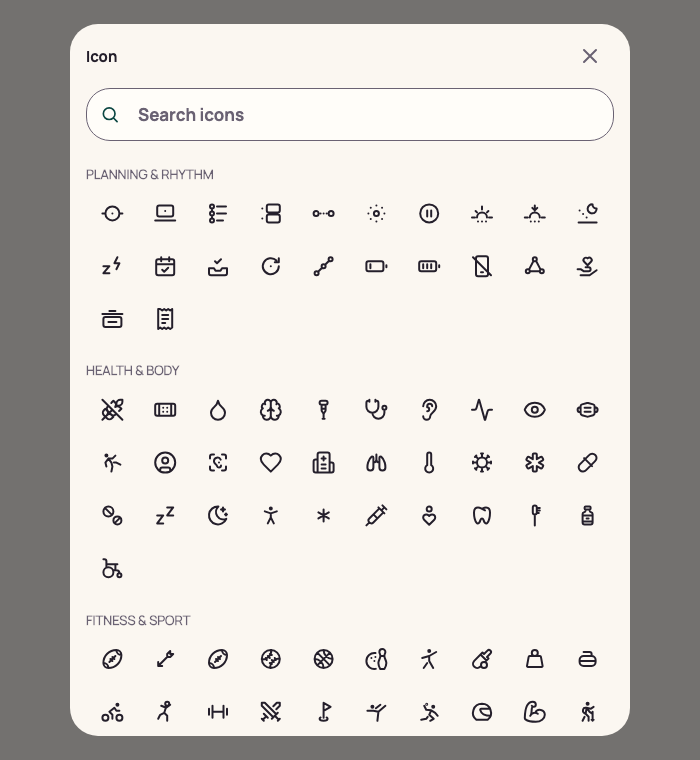 Icon
Search icons
PLANNING & RHYTHM
HEALTH & BODY
FITNESS & SPORT